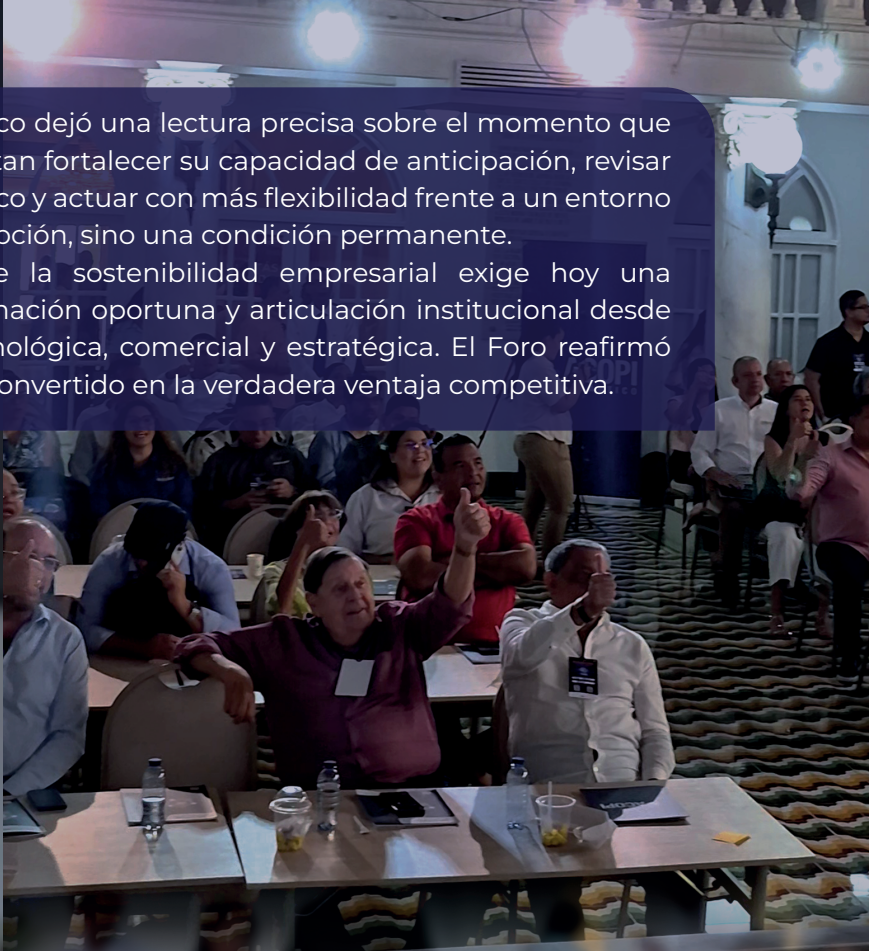 co dejó una lectura precisa sobre el momento que
tan fortalecer su capacidad de anticipación, revisar
co y actuar con más flexibilidad frente a un entorno
oción, sino una condición permanente.
e la sostenibilidad empresarial exige hoy una
nación oportuna y articulación institucional desde
nológica, comercial y estratégica. El Foro reafirmó
onvertido en la verdadera ventaja competitiva.
ACOPI